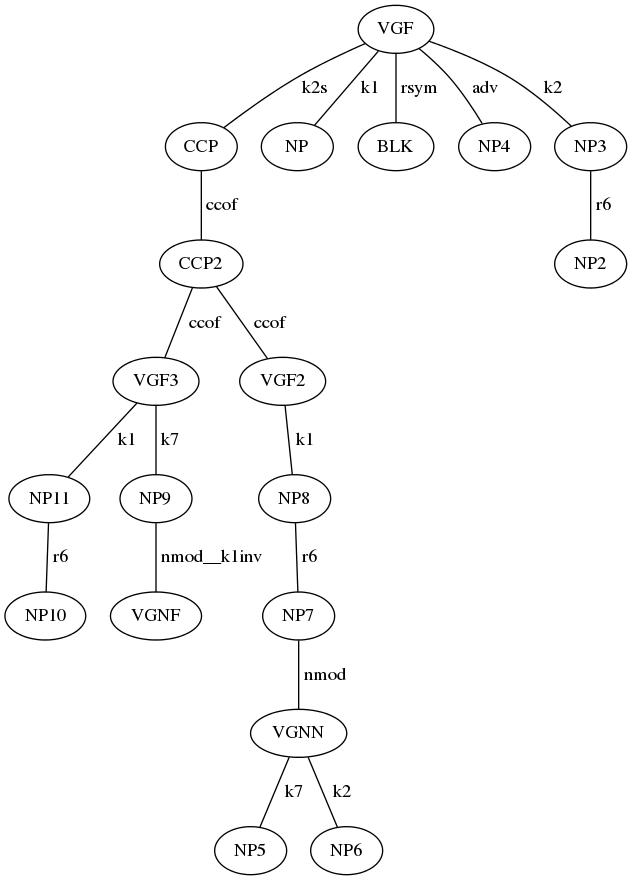 VGF
k2s k1 rsym adv k2
CCP NP BLK NP4 NP3
ccof r6
CCP2 NP2
ccof ccof
VGF3 VGF2
k1 k7 k1
NP11 NP9 NP8
r6 nmod__k1inv r6
NP10 VGNF NP7
nmod
VGNN
k7 k2
NP5 NP6